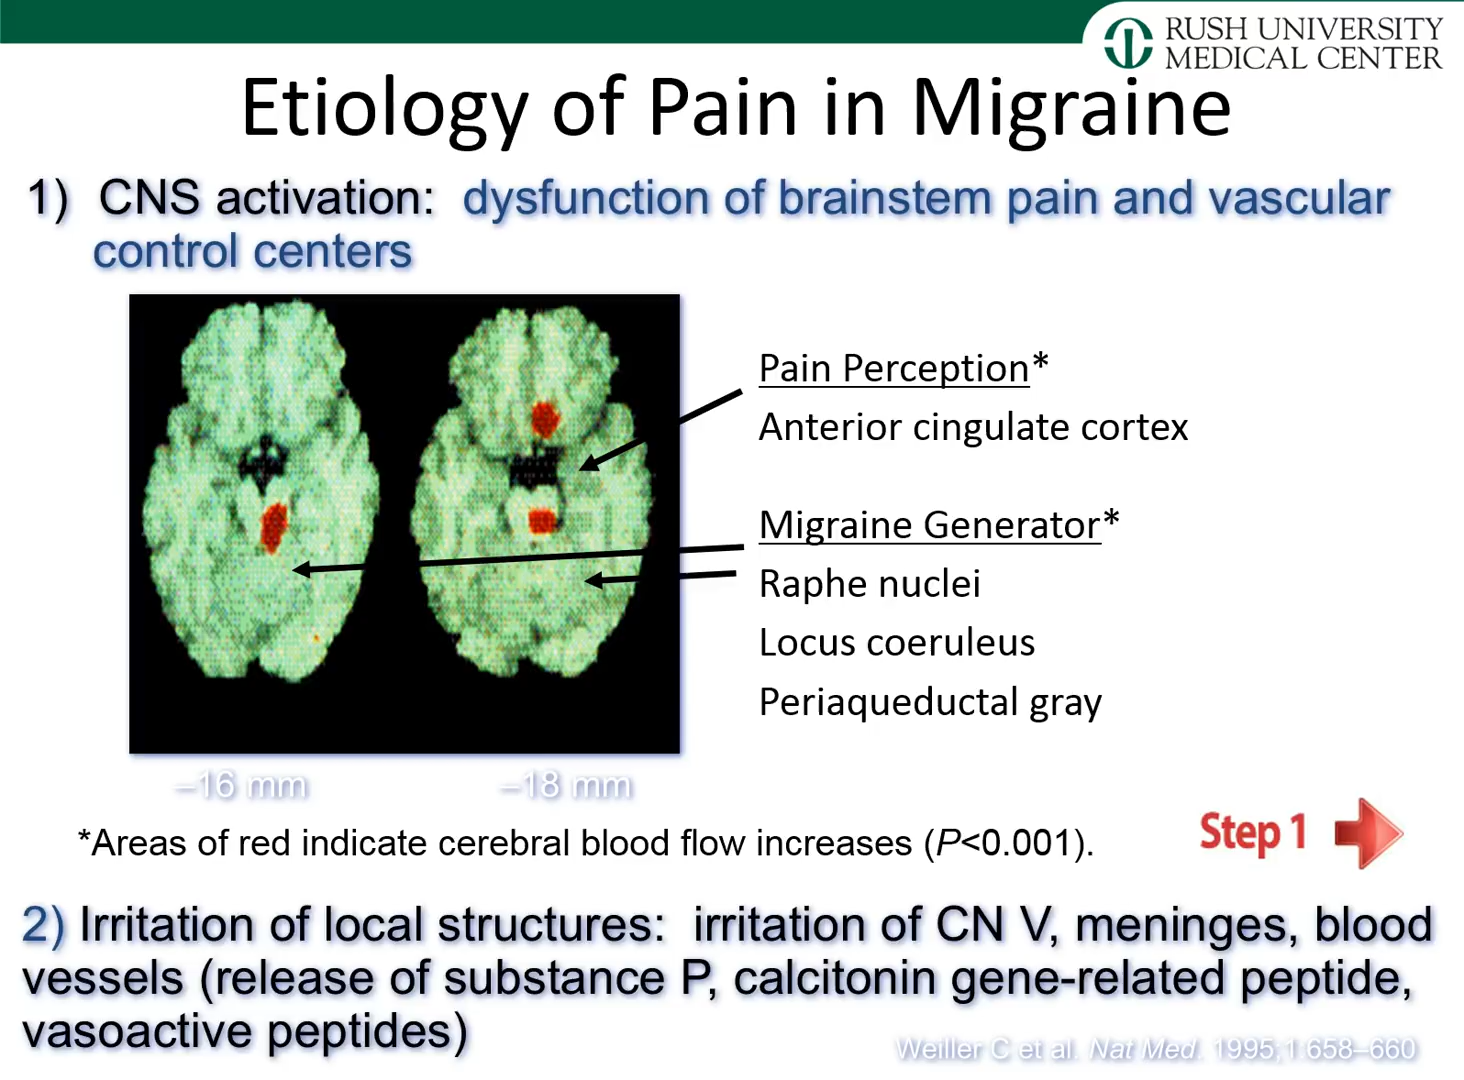 RUSH UNIVERSITY
MEDICAL CENTER
Etiology of Pain in Migraine
1) CNS activation: dysfunction of brainstem pain and vascular
control centers
Pain Perception*
Anterior cingulate cortex
Migraine Generator*
Raphe nuclei
Locus coeruleus
Periaqueductal gray
–16 mm –18 mm
*Areas of red indicate cerebral blood flow increases (P<0.001).
Step 1
2) Irritation of local structures: irritation of CN V, meninges, blood
vessels (release of substance P, calcitonin gene-related peptide,
vasoactive peptides)
Weiller C et al. Nat Med. 1995;1:658–660